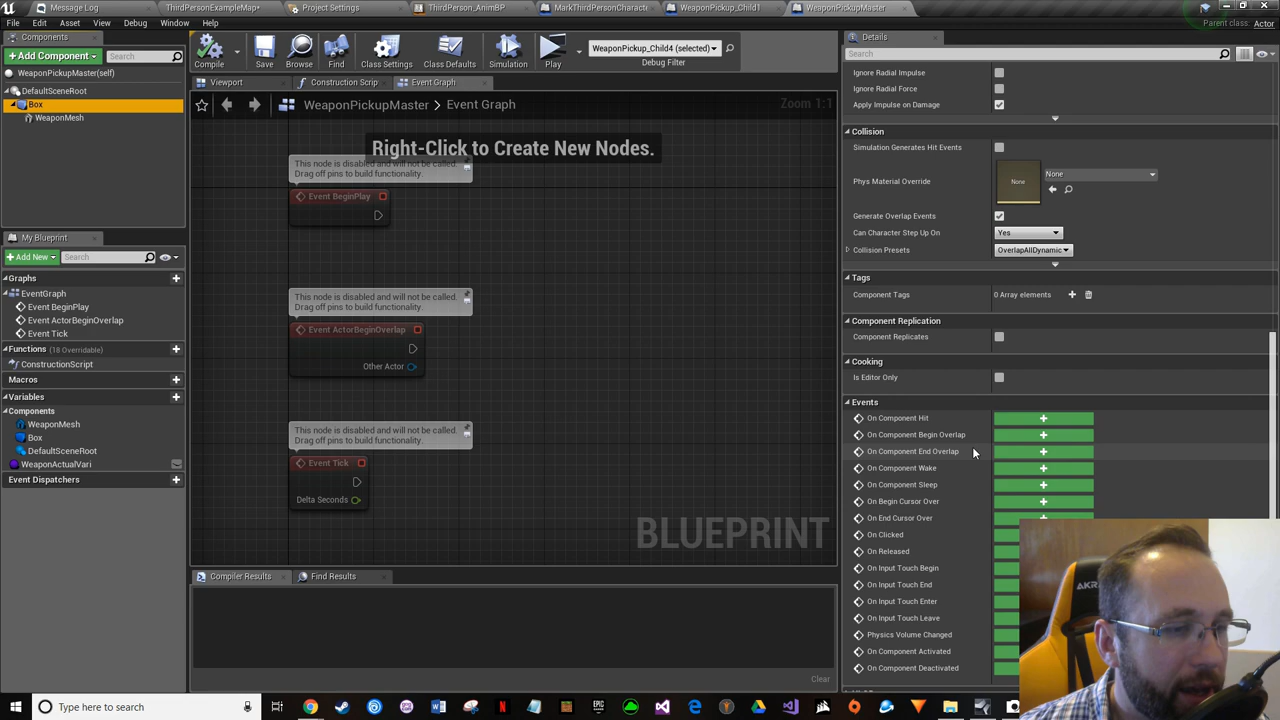 Message Log
ThirdPersonExampleMap*
Project Settings
ThirdPerson_AnimBP
MarkThirdPersonCharacte
WeaponPickup_Child1
WeaponPickupMaster
File
Edit
Asset
View
Debug
Window
Help
Parent class: Actor
Components
+ Add Component
Search
WeaponPickupMaster(self)
DefaultSceneRoot
Box
WeaponMesh
My Blueprint
+ Add New
Search
Graphs
EventGraph
Event BeginPlay
Event ActorBeginOverlap
Event Tick
Functions (18 Overridable)
ConstructionScript
Macros
Variables
Components
WeaponMesh
Box
DefaultSceneRoot
WeaponActualVari
Event Dispatchers
Compile
Save
Browse
Find
Class Settings
Class Defaults
Simulation
Play
WeaponPickup_Child4 (selected)
Debug Filter
Viewport
Construction Scrip
Event Graph
WeaponPickupMaster > Event Graph
Zoom 1:1
Right-Click to Create New Nodes.
This node is disabled and will not be called.
Drag off pins to build functionality.
Event BeginPlay
This node is disabled and will not be called.
Drag off pins to build functionality.
Event ActorBeginOverlap
Other Actor
This node is disabled and will not be called.
Drag off pins to build functionality.
Event Tick
Delta Seconds
BLUEPRINT
Compiler Results
Find Results
Clear
Details
Search
Ignore Radial Impulse
Ignore Radial Force
Apply Impulse on Damage
Collision
Simulation Generates Hit Events
Phys Material Override
None
None
Generate Overlap Events
Can Character Step Up On
Yes
Collision Presets
OverlapAllDynamic
Tags
Component Tags
0 Array elements
Component Replication
Component Replicates
Cooking
Is Editor Only
Events
On Component Hit
On Component Begin Overlap
On Component End Overlap
On Component Wake
On Component Sleep
On Begin Cursor Over
On End Cursor Over
On Clicked
On Released
On Input Touch Begin
On Input Touch End
On Input Touch Enter
On Input Touch Leave
Physics Volume Changed
On Component Activated
On Component Deactivated
AKR
Type here to search